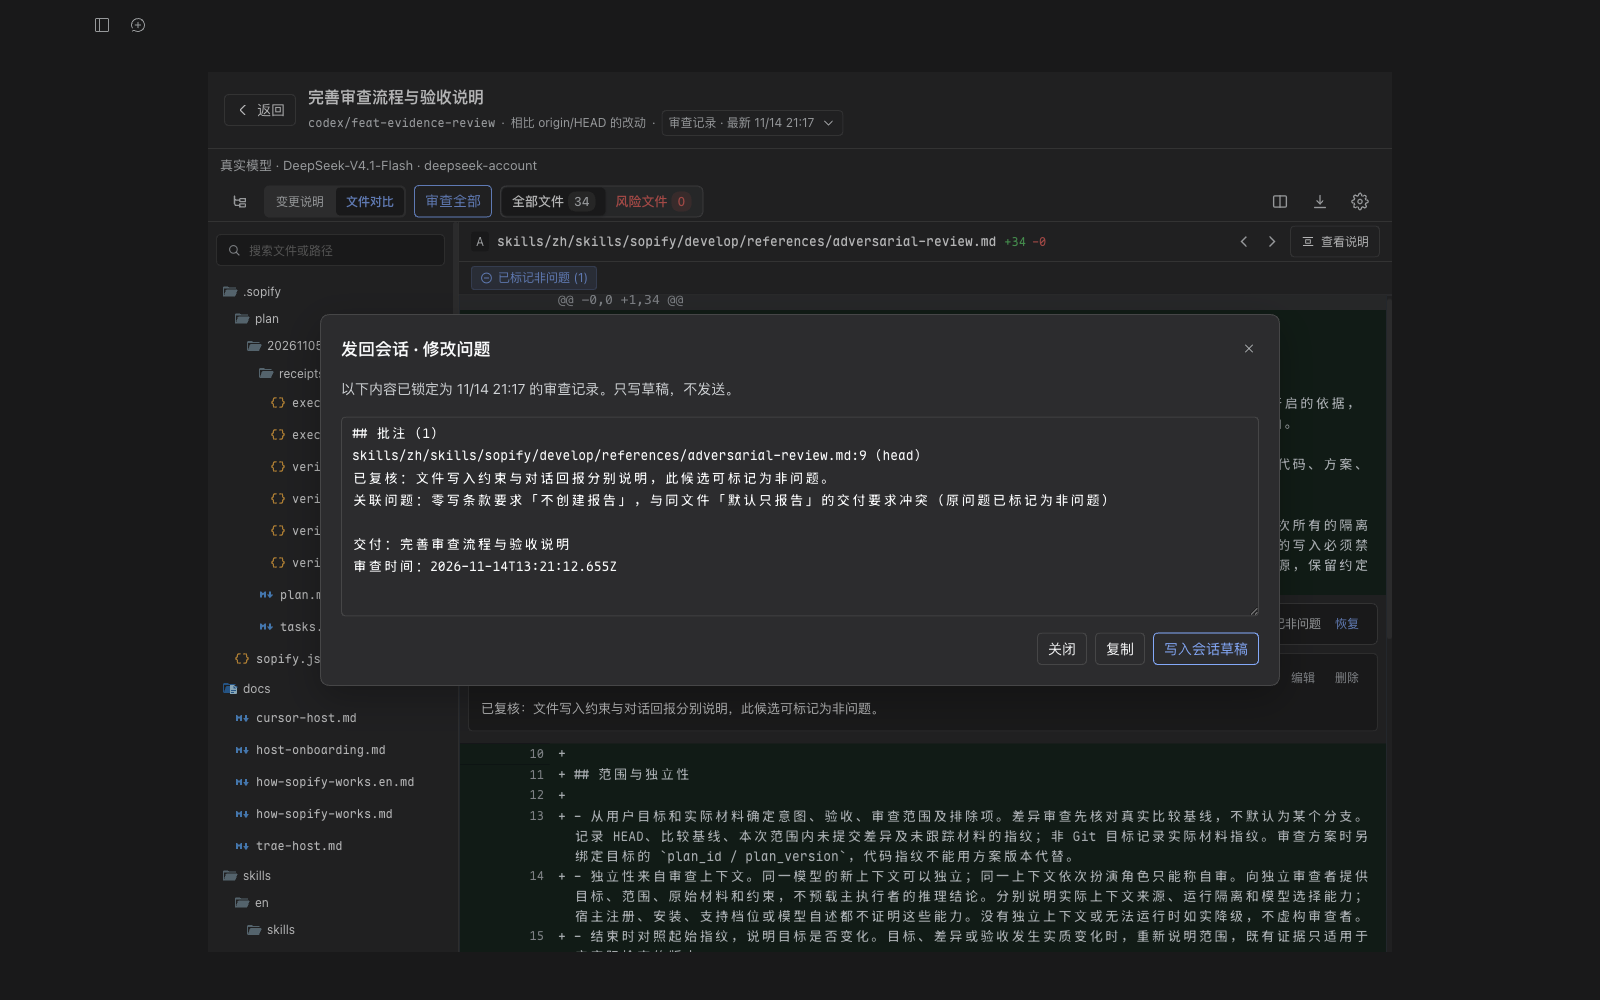 返回
完善审查流程与验收说明
codex/feat-evidence-review · 相比 origin/HEAD 的改动 · 审查记录 · 最新 11/14 21:17
真实模型 · DeepSeek-V4.1-Flash · deepseek-account
变更说明 文件对比 审查全部 全部文件 34 风险文件 0
搜索文件或路径
A skills/zh/skills/sopify/develop/references/adversarial-review.md +34 -0
查看说明
已标记非问题 (1)
@@ -0,0 +1,34 @@
.sopify
plan
20261105
receipts
exec
exec
veri
veri
veri
veri
plan.m
tasks.
sopify.js
docs
cursor-host.md
host-onboarding.md
how-sopify-works.en.md
how-sopify-works.md
trae-host.md
skills
en
skills
发回会话 · 修改问题
以下内容已锁定为 11/14 21:17 的审查记录。只写草稿，不发送。
## 批注 (1)
skills/zh/skills/sopify/develop/references/adversarial-review.md:9 (head)
已复核：文件写入约束与对话回报分别说明，此候选可标记为非问题。
关联问题：零写条款要求「不创建报告」，与同文件「默认只报告」的交付要求冲突（原问题已标记为非问题）
交付：完善审查流程与验收说明
审查时间：2026-11-14T13:21:12.655Z
关闭 复制 写入会话草稿
启的依据，
代码、方案、
次所有的隔离
的写入必须禁
源，保留约定
非问题 恢复
编辑 删除
已复核：文件写入约束与对话回报分别说明，此候选可标记为非问题。
10 +
11 + ## 范围与独立性
12 +
13 + - 从用户目标和实际材料确定意图、验收、审查范围及排除项。差异审查先核对真实比较基线，不默认为某个分支。
记录 HEAD、比较基线、本次范围内未提交差异及未跟踪材料的指纹；非 Git 目标记录实际材料指纹。审查方案时另
绑定目标的 `plan_id / plan_version`，代码指纹不能用方案版本代替。
14 + - 独立性来自审查上下文。同一模型的新上下文可以独立；同一上下文依次扮演角色只能称自审。向独立审查者提供
目标、范围、原始材料和约束，不预载主执行者的推理结论。分别说明实际上下文来源、运行隔离和模型选择能力；
宿主注册、安装、支持档位或模型自述都不证明这些能力。没有独立上下文或无法运行时如实降级，不虚构审查者。
15 + - 结束时对照起始指纹，说明目标是否变化。目标、差异或验收发生实质变化时，重新说明范围，既有证据只适用于